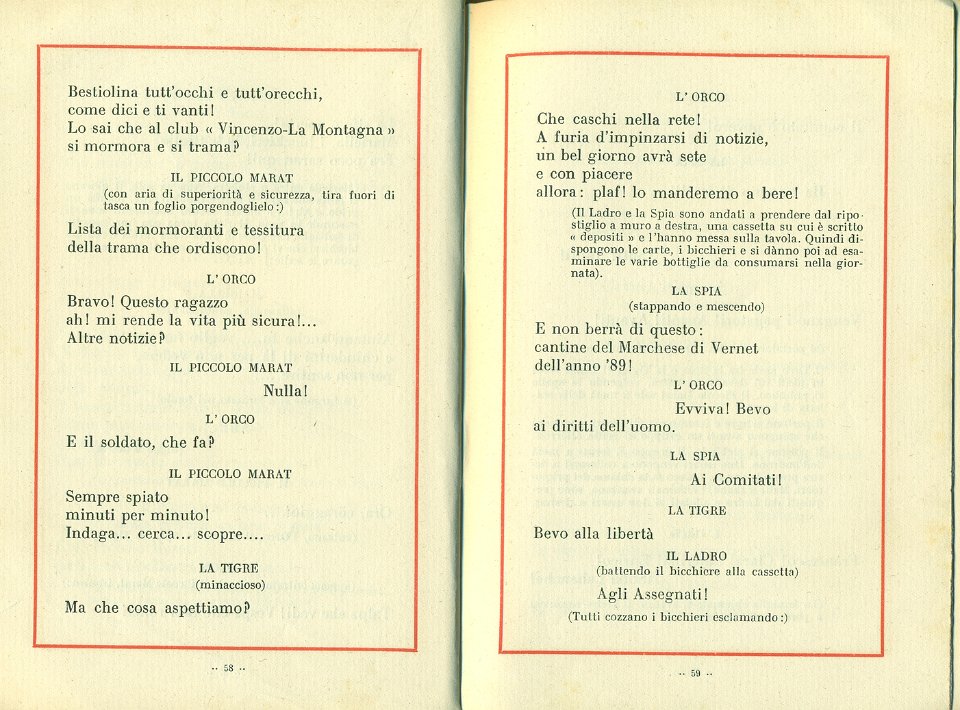 Bestiolina tutt'occhi e tutt'orecchi,
come dici e ti vanti!
Lo sai che al club « Vincenzo-La Montagna »
si mormora e si trama?
IL PICCOLO MARAT
(con aria di superiorità e sicurezza, tira fuori di
tasca un foglio porgendoglielo:)
Lista dei mormoranti e tessitura
della trama che ordiscono!
L'ORCO
Bravo! Questo ragazzo
ah! mi rende la vita più sicura!...
Altre notizie?
IL PICCOLO MARAT
Nulla!
L'ORCO
E il soldato, che fa?
IL PICCOLO MARAT
Sempre spiato
minuti per minuto!
Indaga... cerca... scopre....
LA TIGRE
(minaccioso)
Ma che cosa aspettiamo?
·· 58 ··
L'ORCO
Che caschi nella rete!
A furia d'impinzarsi di notizie,
un bel giorno avrà sete
e con piacere
allora: plaf! lo manderemo a bere!
(Il Ladro e la Spia sono andati a prendere dal ripo-
stiglio a muro a destra, una cassetta su cui è scritto
« depositi » e l'hanno messa sulla tavola. Quindi di-
spongono le carte, i bicchieri e si dànno poi ad esa-
minare le varie bottiglie da consumarsi nella gior-
nata).
LA SPIA
(stappando e mescendo)
E non berrà di questo:
cantine del Marchese di Vernet
dell'anno '89!
L'ORCO
Evviva! Bevo
ai diritti dell'uomo.
LA SPIA
Ai Comitati!
LA TIGRE
Bevo alla libertà
IL LADRO
(battendo il bicchiere alla cassetta)
Agli Assegnati!
(Tutti cozzano i bicchieri esclamando:)
·· 59 ··